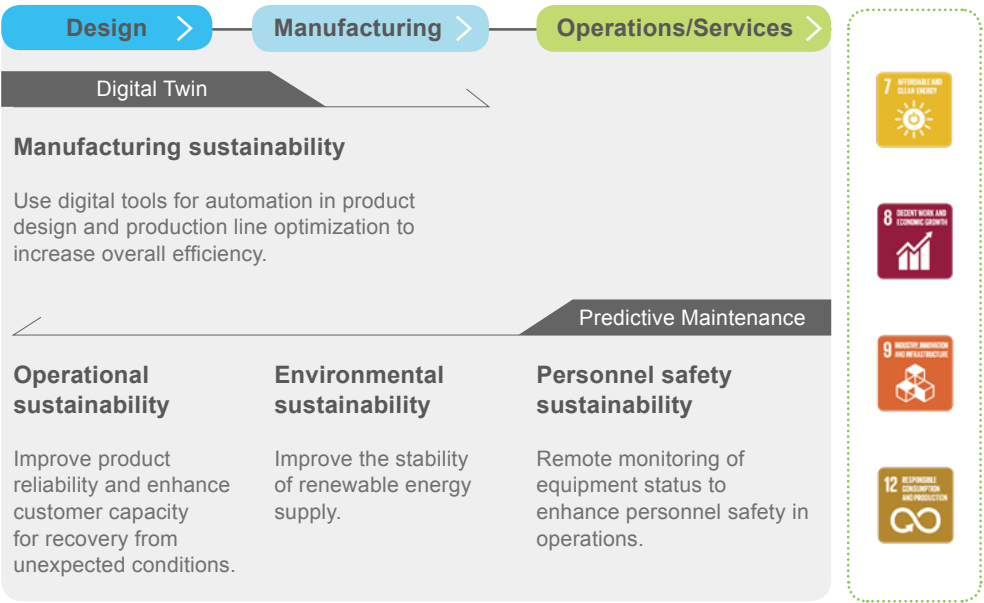 Design
Manufacturing
Operations/Services
Digital Twin
Manufacturing sustainability
Use digital tools for automation in product
design and production line optimization to
increase overall efficiency.
Predictive Maintenance
Operational
sustainability
Improve product
reliability and enhance
customer capacity
for recovery from
unexpected conditions.
Environmental
sustainability
Improve the stability
of renewable energy
supply.
Personnel safety
sustainability
Remote monitoring of
equipment status to
enhance personnel safety in
operations.
7 AFFORDABLE AND
CLEAN ENERGY
8 DECENT WORK AND
ECONOMIC GROWTH
9 INDUSTRY, INNOVATION
AND INFRASTRUCTURE
12 RESPONSIBLE
CONSUMPTION
AND PRODUCTION